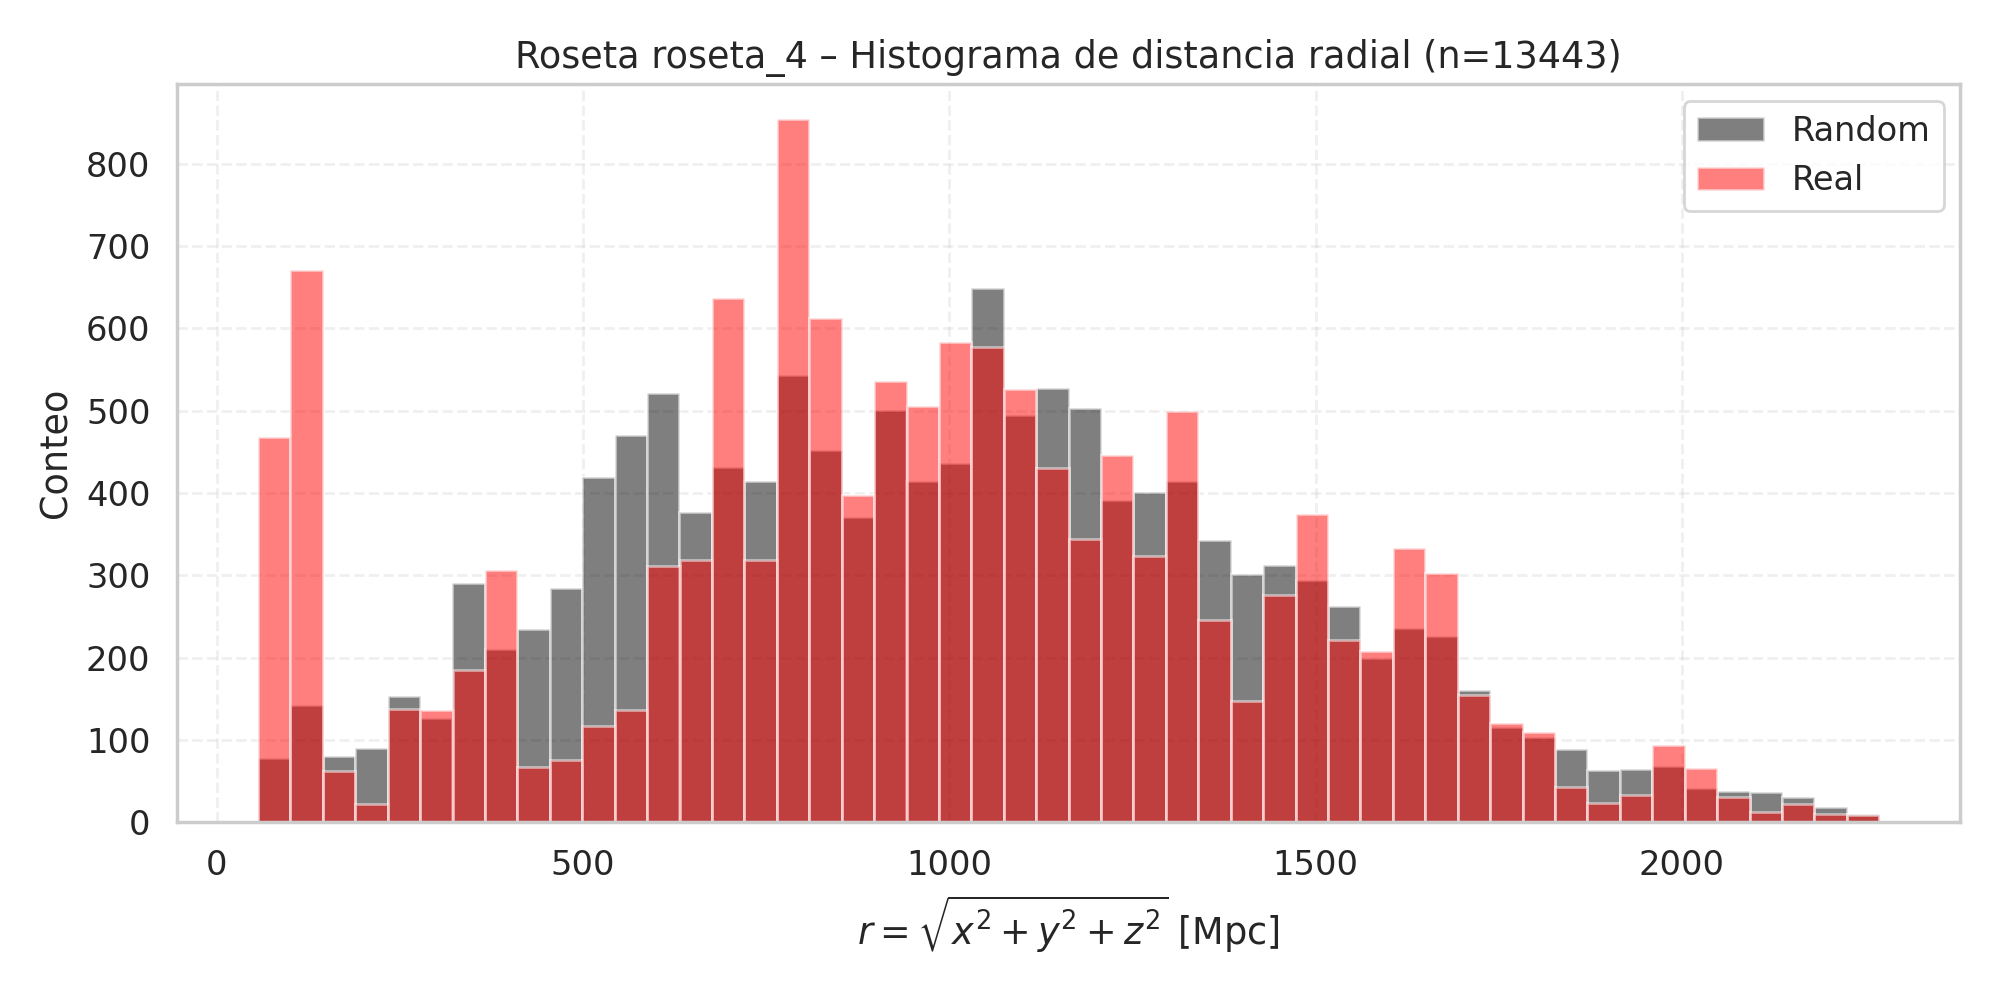 Roseta roseta_4 – Histograma de distancia radial (n=13443)
Random
Real
Conteo
800
700
600
500
400
300
200
100
0
0 500 1000 1500 2000
r = √x² + y² + z² [Mpc]